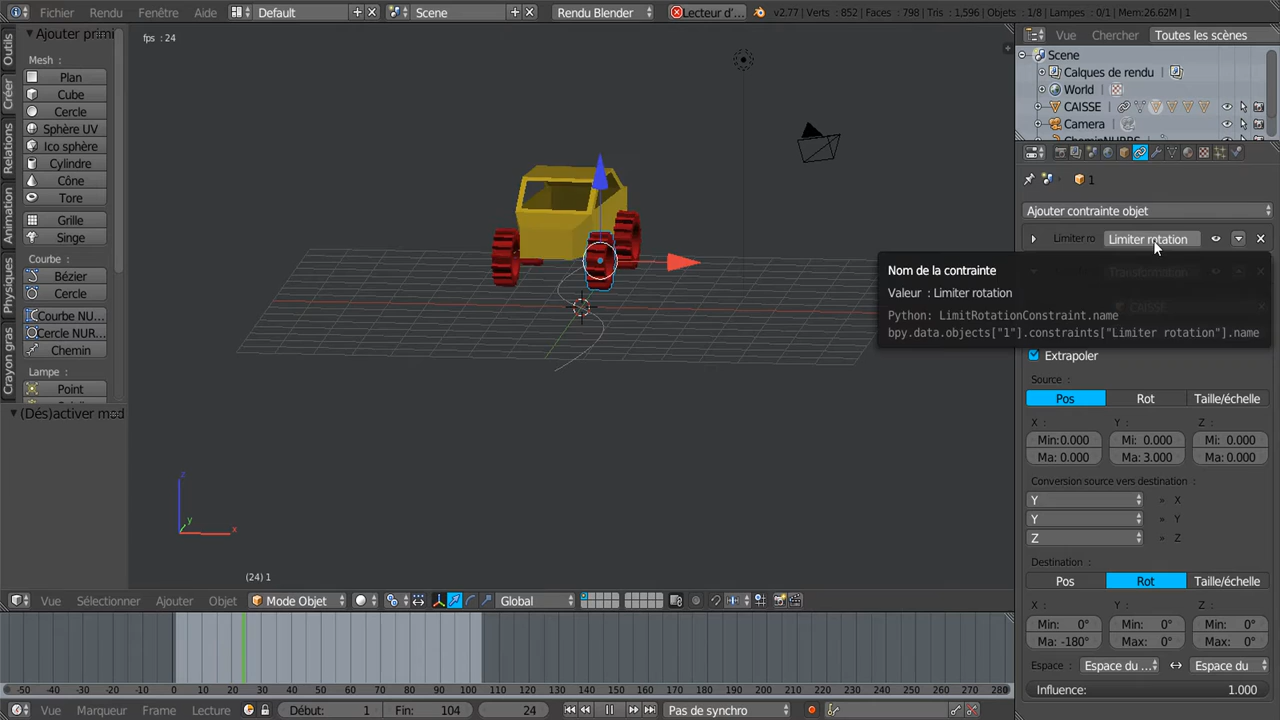 Fichier Rendu Fenêtre Aide Default Scene Rendu Blender Lecteur d'... v2.77 | Verts : 852 | Faces : 798 | Tris : 1,596 | Objets : 1/8 | Lampes : 0/1 | Mem:26.62M | 1
Ajouter primi
Mesh :
Plan
Cube
Cercle
Sphère UV
Ico sphère
Cylindre
Cône
Tore
Grille
Singe
Courbe :
Bézier
Cercle
Courbe NU...
Cercle NUR...
Chemin
Lampe :
Point
(Dés)activer mod
Outils
Créer
Relations
Animation
Physiques
Crayon gras
fps : 24
z
y
x
(24) 1
Vue Chercher Toutes les scènes
Scene
Calques de rendu
World
CAISSE
Camera
1
Ajouter contrainte objet
Limiter ro Limiter rotation
Nom de la contrainte
Valeur : Limiter rotation
Python: LimitRotationConstraint.name
bpy.data.objects["1"].constraints["Limiter rotation"].name
Extrapoler
Source :
Pos Rot Taille/échelle
X : Y : Z :
Min:0.000 Mi: 0.000 Mi: 0.000
Ma: 0.000 Ma: 3.000 Ma: 0.000
Conversion source vers destination :
Y » X
Y » Y
Z » Z
Destination :
Pos Rot Taille/échelle
X : Y : Z :
Min: 0° Min: 0° Min: 0°
Ma: -180° Max: 0° Max: 0°
Espace : Espace du ... Espace du
Influence: 1.000
Vue Sélectionner Ajouter Objet Mode Objet Global
-50 -40 -30 -20 -10 0 10 20 30 40 50 60 70 80 90 100 110 120 130 140 150 160 170 180 190 200 210 220 230 240 250 260 270 280
Vue Marqueur Frame Lecture Début: 1 Fin: 104 24 Pas de synchro